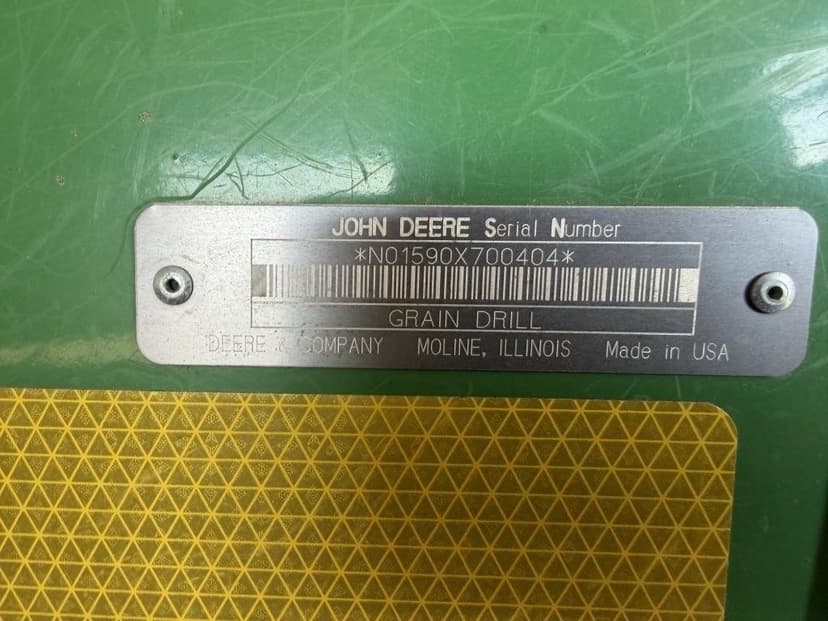 JOHN DEERE Serial Number
*N01590X700404*
GRAIN DRILL
DEERE & COMPANY MOLINE, ILLINOIS Made in USA